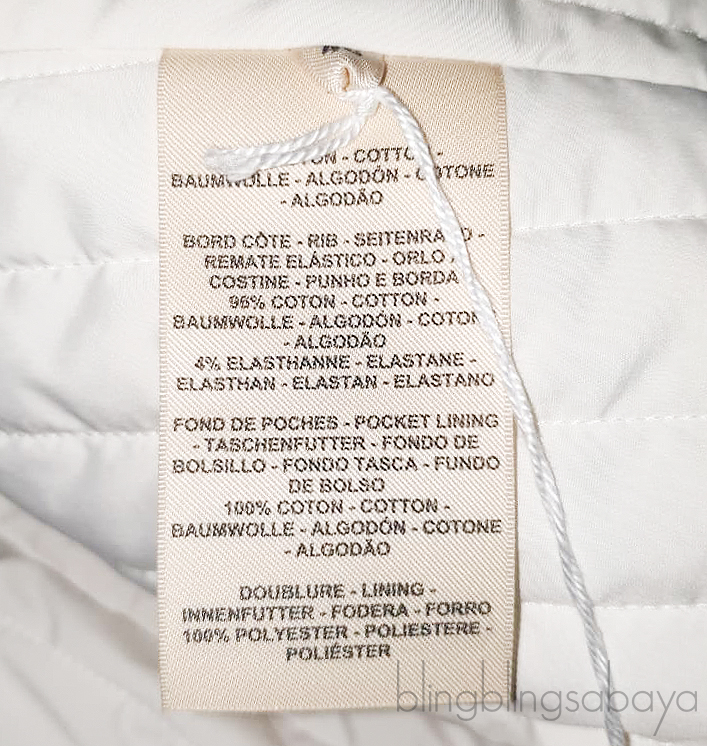 - COTTON -
BAUMWOLLE - ALGODÓN - COTONE
- ALGODÃO
BORD CÔTE - RIB - SEITENRAND -
REMATE ELÁSTICO - ORLO
COSTINE - PUNHO E BORDA
96% COTON - COTTON -
BAUMWOLLE - ALGODÓN - COTONE
- ALGODÃO
4% ELASTHANNE - ELASTANE -
ELASTHAN - ELASTAN - ELASTANO
FOND DE POCHES - POCKET LINING
- TASCHENFUTTER - FONDO DE
BOLSILLO - FONDO TASCA - FUNDO
DE BOLSO
100% COTON - COTTON -
BAUMWOLLE - ALGODÓN - COTONE
- ALGODÃO
DOUBLURE - LINING -
INNENFUTTER - FODERA - FORRO
100% POLYESTER - POLIESTERE -
POLIÉSTER
blingblingsabaya